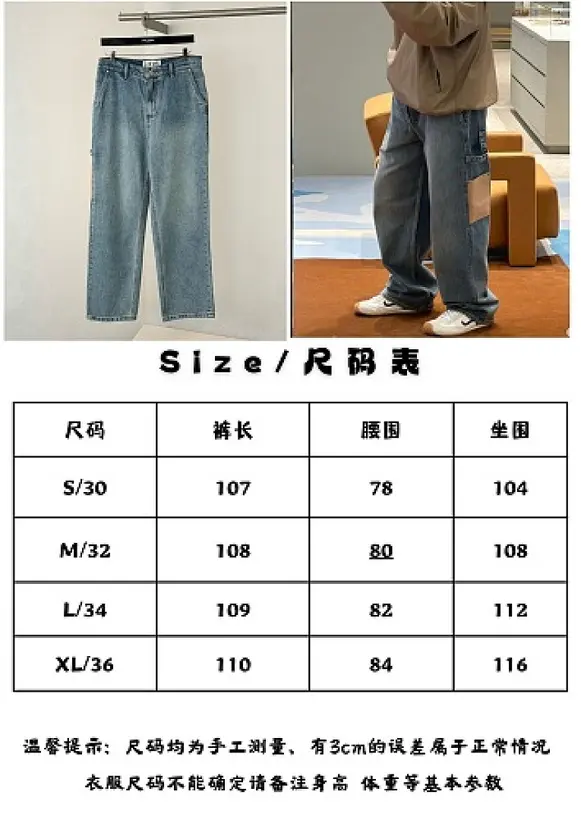 Size/尺码表
尺码 裤长 腰围 坐围
S/30 107 78 104
M/32 108 80 108
L/34 109 82 112
XL/36 110 84 116
温馨提示：尺码均为手工测量、有3cm的误差属于正常情况
衣服尺码不能确定请备注身高 体重等基本参数